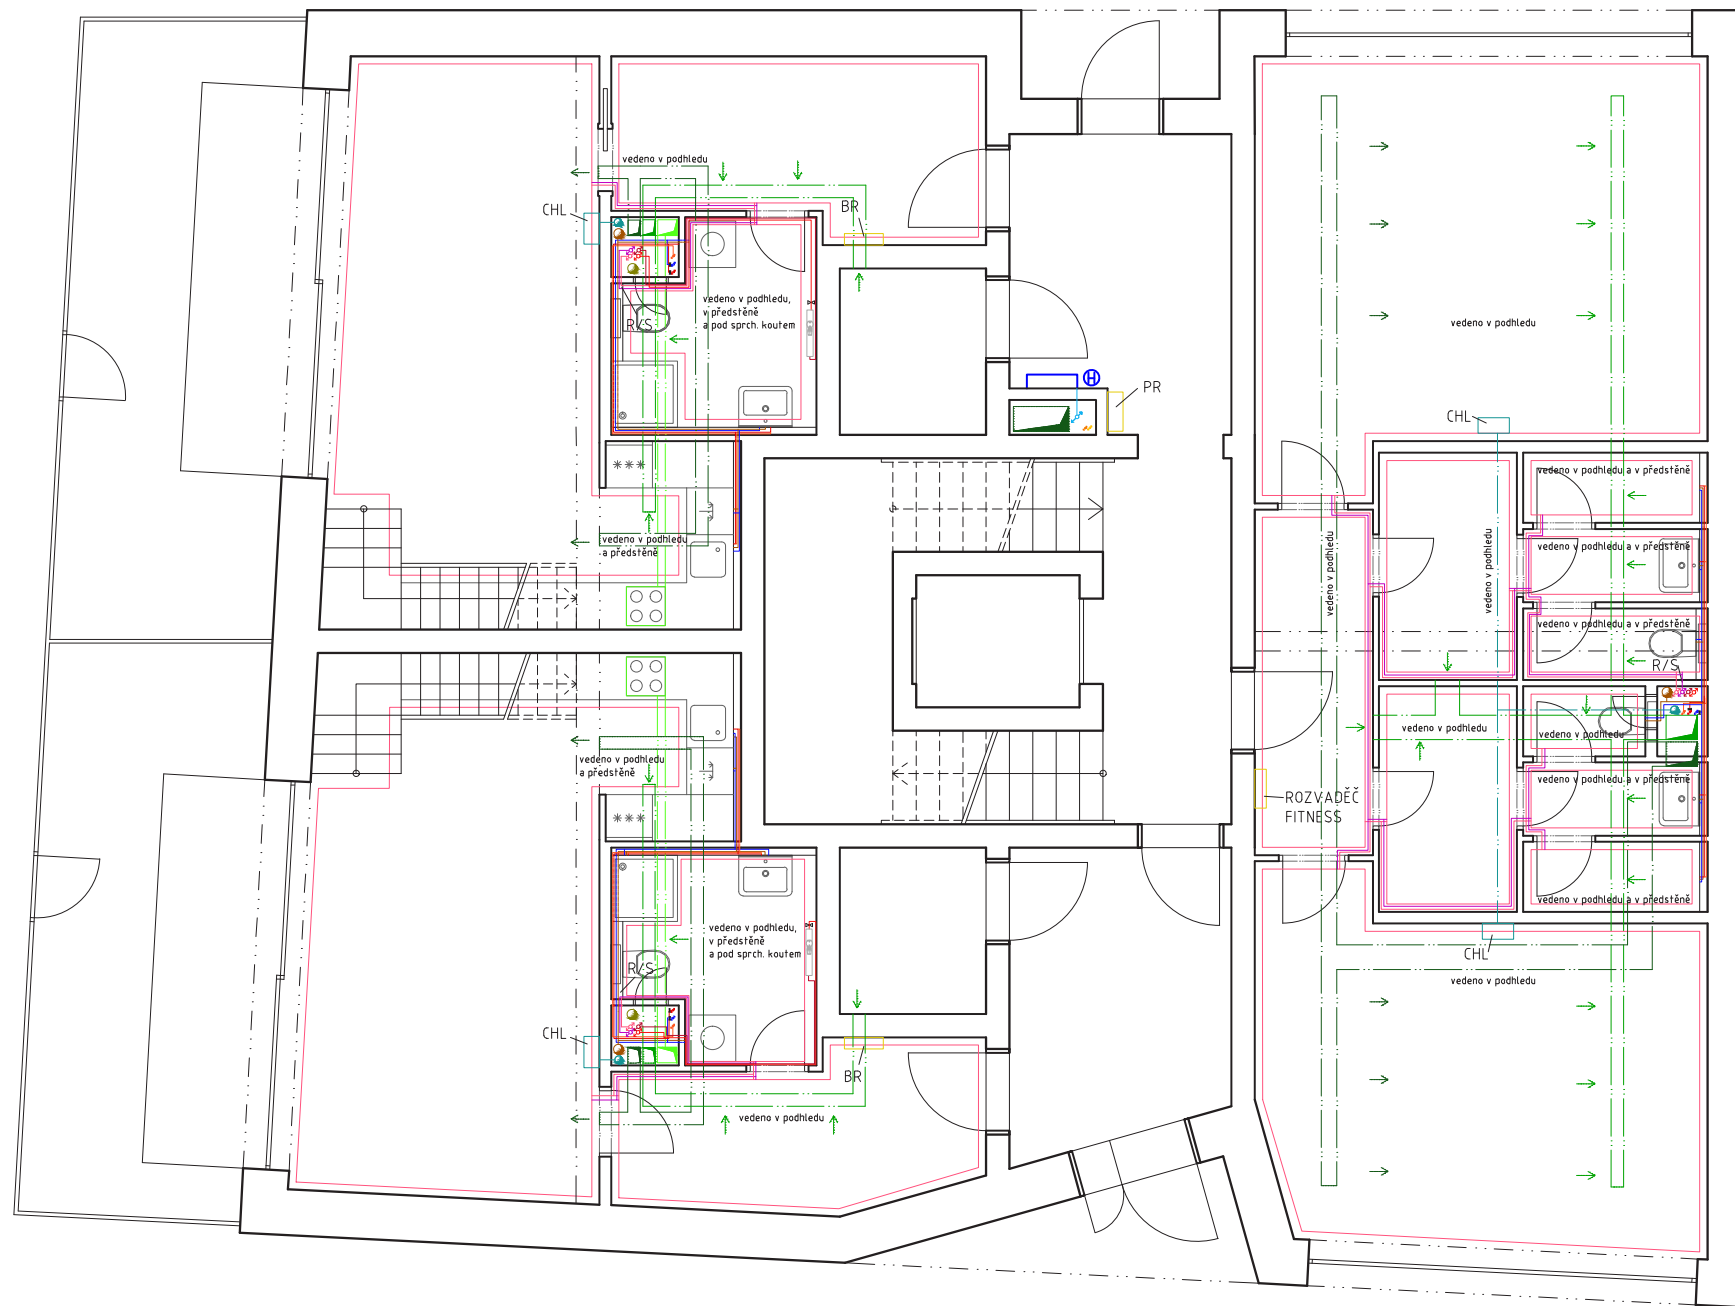 vedeno v podhledu
CHL
BR
vedeno v podhledu,
v předstěně
a pod sprch. koutem
R/S
vedeno v podhledu
H
PR
CHL
vedeno v podhledu a v předstěně
vedeno v podhledu
a předstěně
vedeno v podhledu
vedeno v podhledu
vedeno v podhledu a v předstěně
vedeno v podhledu a v předstěně
R/S
vedeno v podhledu
vedeno v podhledu
vedeno v podhledu
a předstěně
vedeno v podhledu a v předstěně
ROZVADĚČ
FITNESS
vedeno v podhledu a v předstěně
vedeno v podhledu,
v předstěně
a pod sprch. koutem
R/S
CHL
vedeno v podhledu
CHL
BR
vedeno v podhledu